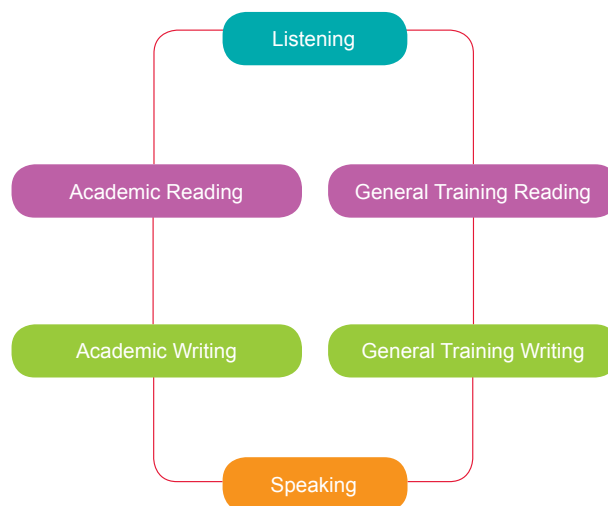 Listening
Academic Reading
General Training Reading
Academic Writing
General Training Writing
Speaking